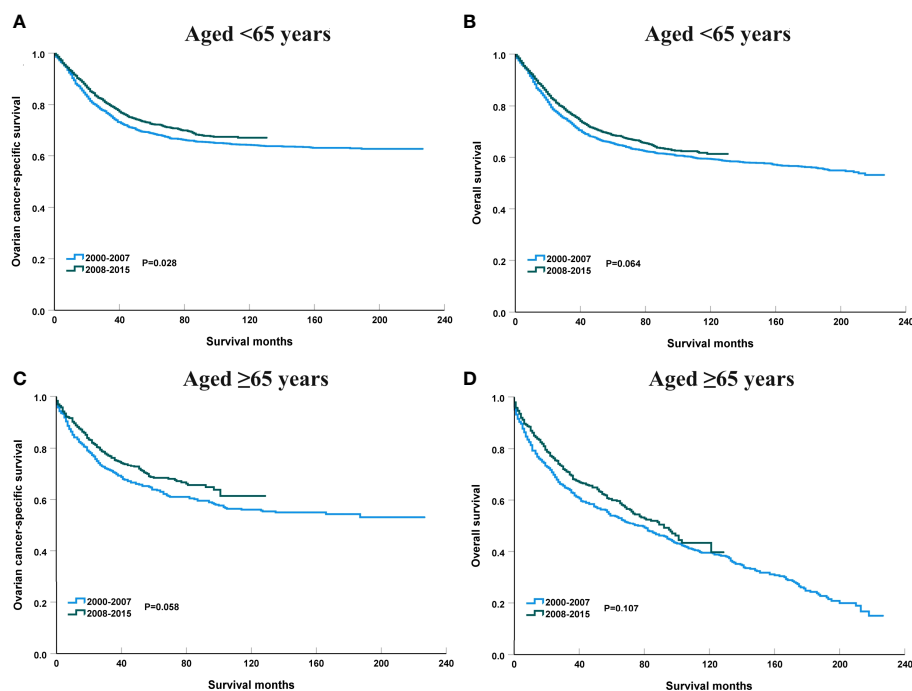 A
Aged <65 years
Ovarian cancer-specific survival
1.0
0.8
0.6
0.4
0.2
0.0
2000-2007
2008-2015
P=0.028
0 40 80 120 160 200 240
Survival months
B
Aged <65 years
Overall survival
1.0
0.8
0.6
0.4
0.2
0.0
2000-2007
2008-2015
P=0.064
0 40 80 120 160 200 240
Survival months
C
Aged ≥65 years
Ovarian cancer-specific survival
1.0
0.8
0.6
0.4
0.2
0.0
2000-2007
2008-2015
P=0.058
0 40 80 120 160 200 240
Survival months
D
Aged ≥65 years
Overall survival
1.0
0.8
0.6
0.4
0.2
0.0
2000-2007
2008-2015
P=0.107
0 40 80 120 160 200 240
Survival months